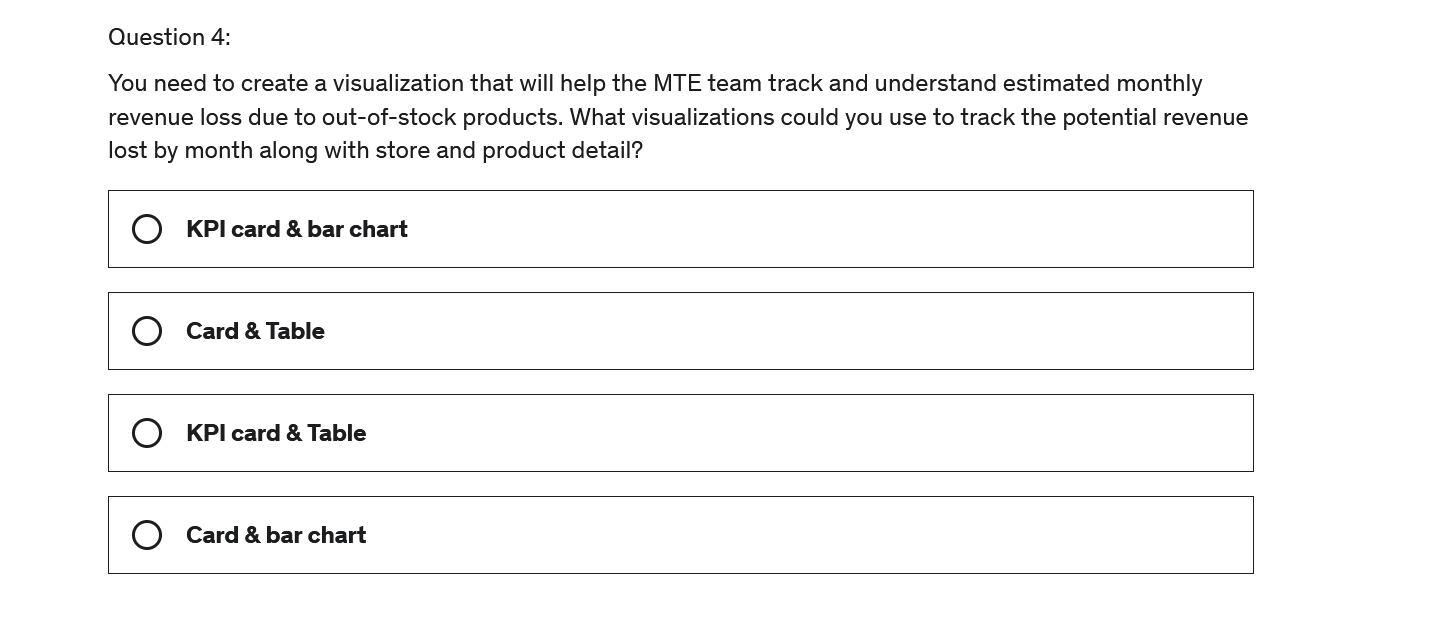 Question 4:
You need to create a visualization that will help the MTE team track and understand estimated monthly
revenue loss due to out-of-stock products. What visualizations could you use to track the potential revenue
lost by month along with store and product detail?
KPI card & bar chart
Card & Table
KPI card & Table
Card & bar chart